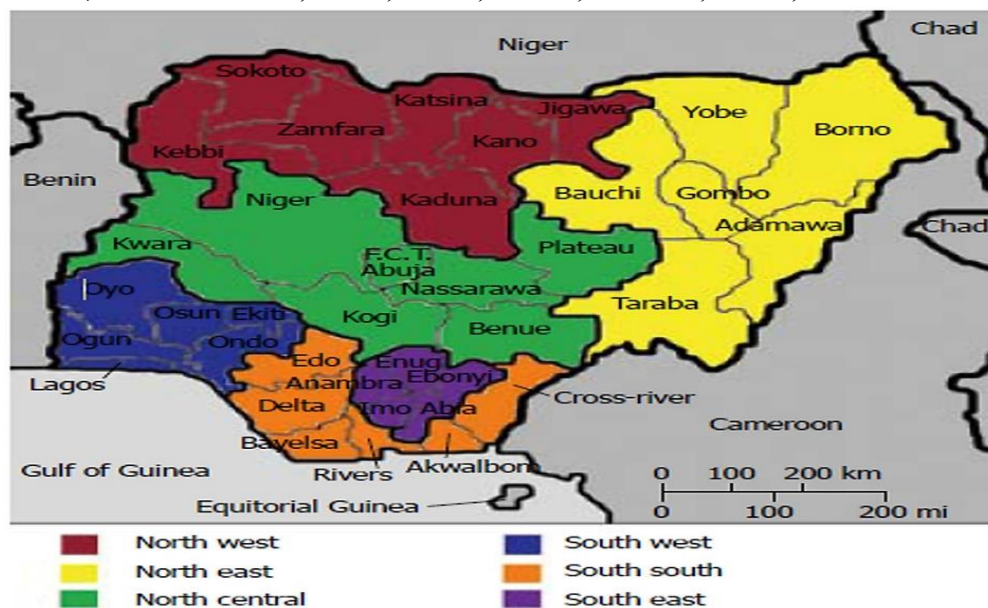 Niger
Chad
Sokoto
Katsina
Jigawa
Yobe
Zamfara
Kano
Borno
Kebbi
Benin
Niger
Kaduna
Bauchi
Gombo
Adamawa
Chad
Kwara
F.C.T.
Abuja
Plateau
Nassarawa
Oyo
Taraba
Osun
Ekiti
Kogi
Benue
Ogun
Ondo
Edo
Enug
Ebonyi
Lagos
Anambra
Delta
Imo
Abia
Cross-river
Cameroon
Bayelsa
Gulf of Guinea
Rivers
Akwalbon
0 100 200 km
Equitorial Guinea
0 100 200 mi
North west
South west
North east
South south
North central
South east